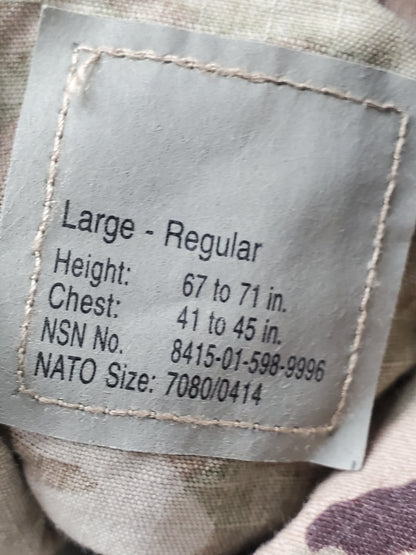 Large - Regular
Height: 67 to 71 in.
Chest: 41 to 45 in.
NSN No. 8415-01-598-9996
NATO Size: 7080/0414